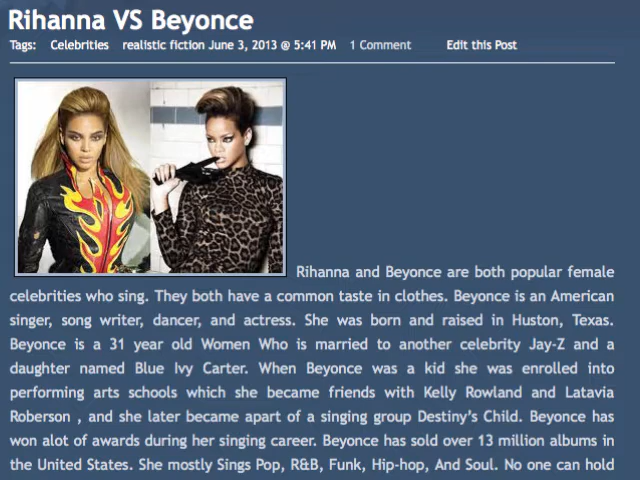 Rihanna VS Beyonce
Tags: Celebrities realistic fiction June 3, 2013 @ 5:41 PM 1 Comment Edit this Post
Rihanna and Beyonce are both popular female
celebrities who sing. They both have a common taste in clothes. Beyonce is an American
singer, song writer, dancer, and actress. She was born and raised in Huston, Texas.
Beyonce is a 31 year old Women Who is married to another celebrity Jay-Z and a
daughter named Blue Ivy Carter. When Beyonce was a kid she was enrolled into
performing arts schools which she became friends with Kelly Rowland and Latavia
Roberson , and she later became apart of a singing group Destiny's Child. Beyonce has
won alot of awards during her singing career. Beyonce has sold over 13 million albums in
the United States. She mostly Sings Pop, R&B, Funk, Hip-hop, And Soul. No one can hold